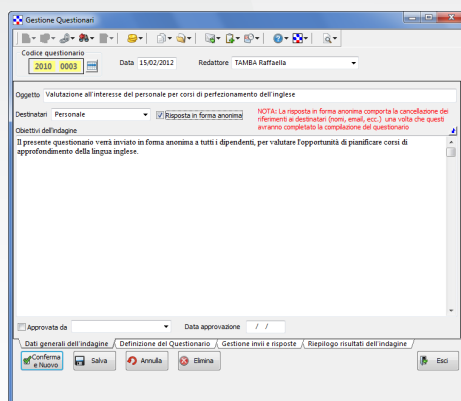 Gestione Questionari
Codice questionario
2010 0003
Data 15/02/2012
Redattore TAMBA Raffaella
Oggetto Valutazione all'interesse del personale per corsi di perfezionamento dell'inglese
Destinatari Personale
Risposta in forma anonima
NOTA: La risposta in forma anonima comporta la cancellazione dei
riferimenti ai destinatari (nomi, email, ecc.) una volta che questi
avranno completato la compilazione del questionario
Obiettivi dell'indagine
Il presente questionario verrà inviato in forma anonima a tutti i dipendenti, per valutare l'opportunità di pianificare corsi di
approfondimento della lingua inglese.
Approvata da
Data approvazione / /
Dati generali dell'indagine / Definizione del Questionario / Gestione invii e risposte / Riepilogo risultati dell'indagine
Conferma
e Nuovo
Salva
Annulla
Elimina
Esci